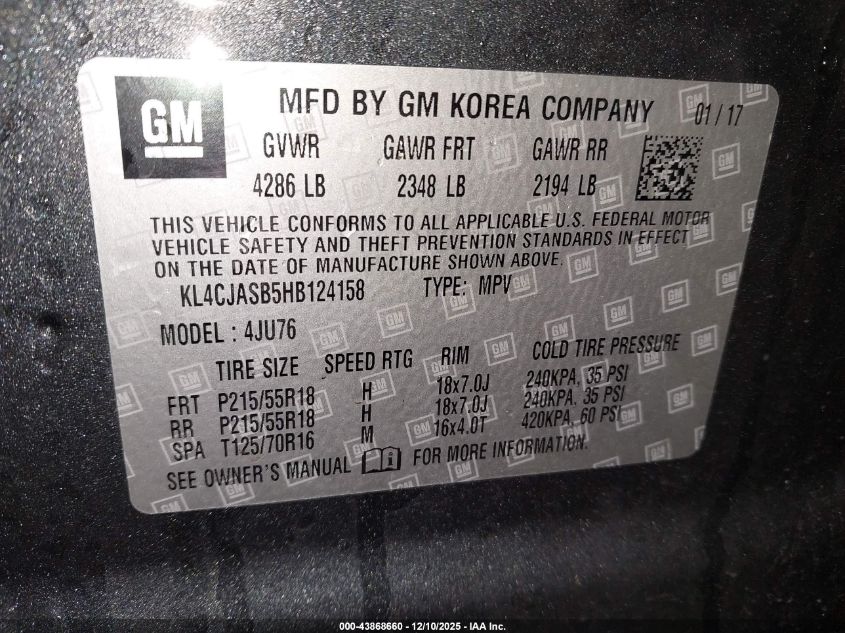 GM
MFD BY GM KOREA COMPANY 01/17
GVWR GAWR FRT GAWR RR
4286 LB 2348 LB 2194 LB
THIS VEHICLE CONFORMS TO ALL APPLICABLE U.S. FEDERAL MOTOR
VEHICLE SAFETY AND THEFT PREVENTION STANDARDS IN EFFECT
ON THE DATE OF MANUFACTURE SHOWN ABOVE.
KL4CJASB5HB124158 TYPE: MPV
MODEL : 4JU76
TIRE SIZE SPEED RTG RIM COLD TIRE PRESSURE
FRT P215/55R18 H 18x7.0J 240KPA, 35 PSI
RR P215/55R18 H 18x7.0J 240KPA, 35 PSI
SPA T125/70R16 M 16x4.0T 420KPA, 60 PSI
SEE OWNER'S MANUAL FOR MORE INFORMATION.
000-43868660 - 12/10/2025 - IAA Inc.